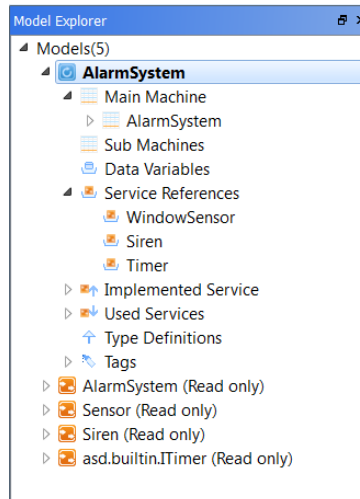 Model Explorer
Models(5)
AlarmSystem
Main Machine
AlarmSystem
Sub Machines
Data Variables
Service References
WindowSensor
Siren
Timer
Implemented Service
Used Services
Type Definitions
Tags
AlarmSystem (Read only)
Sensor (Read only)
Siren (Read only)
asd.builtin.ITimer (Read only)